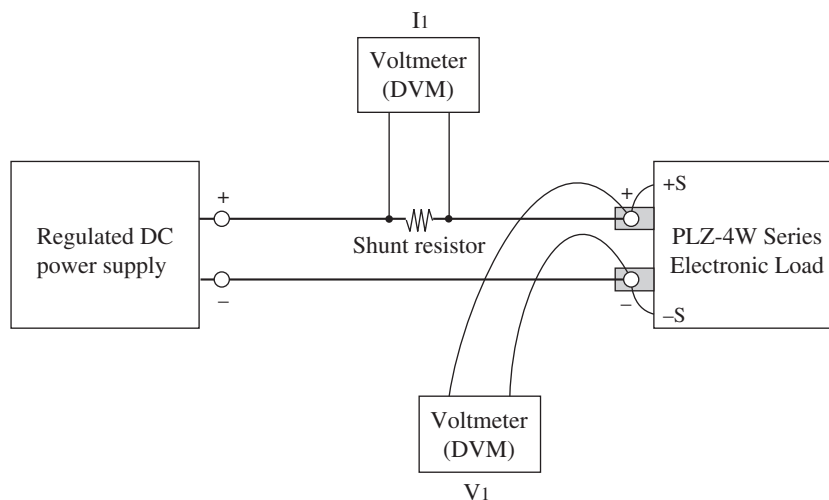 I1
Voltmeter
(DVM)
+
+
+S
Regulated DC
power supply
Shunt resistor
PLZ-4W Series
Electronic Load
–
–
–S
Voltmeter
(DVM)
V1